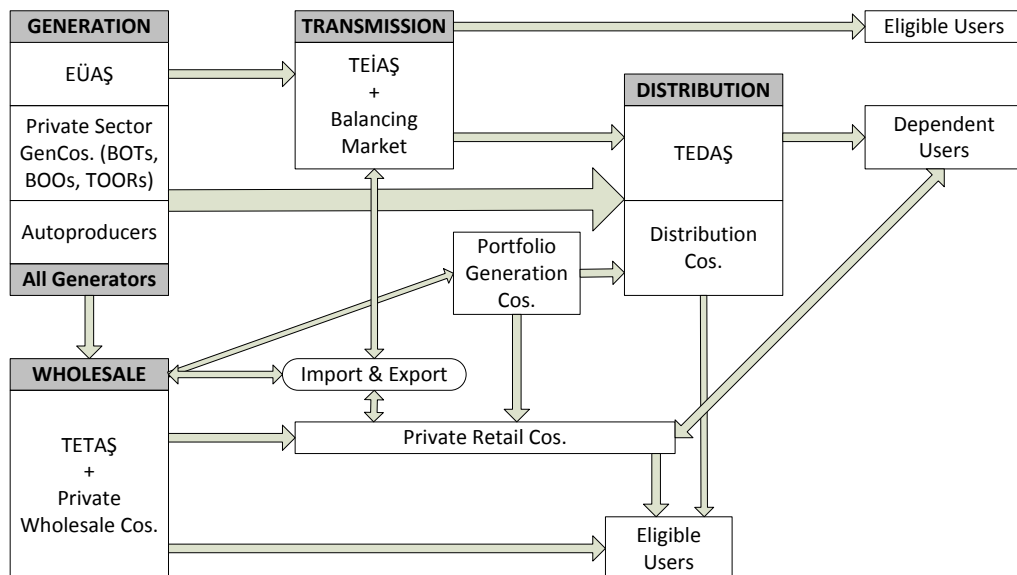 GENERATION
EÜAŞ
Private Sector
GenCos. (BOTs,
BOOs, TOORs)
Autoproducers
All Generators
TRANSMISSION
TEİAŞ
+
Balancing
Market
Eligible Users
DISTRIBUTION
TEDAŞ
Distribution
Cos.
Dependent
Users
Portfolio
Generation
Cos.
WHOLESALE
TETAŞ
+
Private
Wholesale Cos.
Import & Export
Private Retail Cos.
Eligible
Users